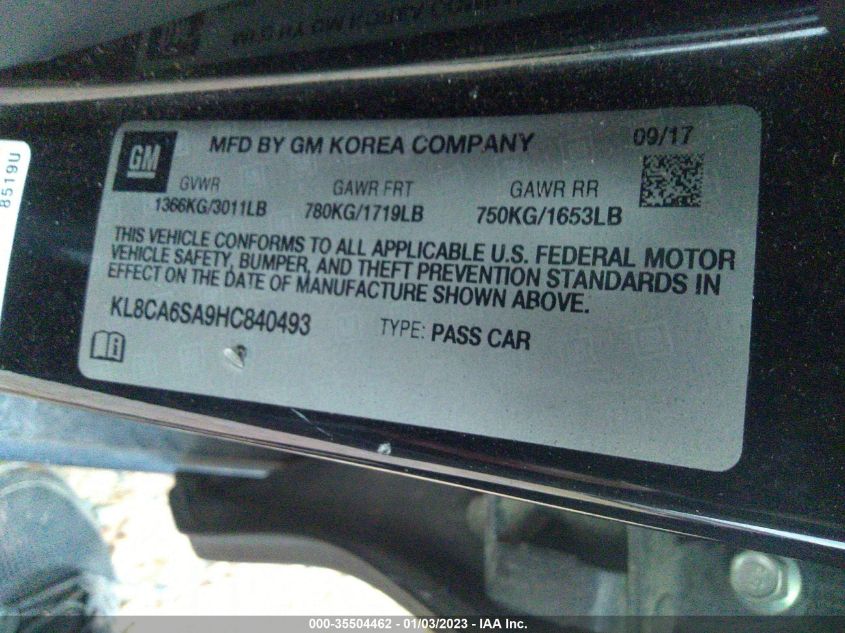 8519U
GM
MFD BY GM KOREA COMPANY
09/17
GVWR GAWR FRT GAWR RR
1366KG/3011LB 780KG/1719LB 750KG/1653LB
THIS VEHICLE CONFORMS TO ALL APPLICABLE U.S. FEDERAL MOTOR
VEHICLE SAFETY, BUMPER, AND THEFT PREVENTION STANDARDS IN
EFFECT ON THE DATE OF MANUFACTURE SHOWN ABOVE.
KL8CA6SA9HC840493 TYPE: PASS CAR
000-35504462 - 01/03/2023 - IAA Inc.